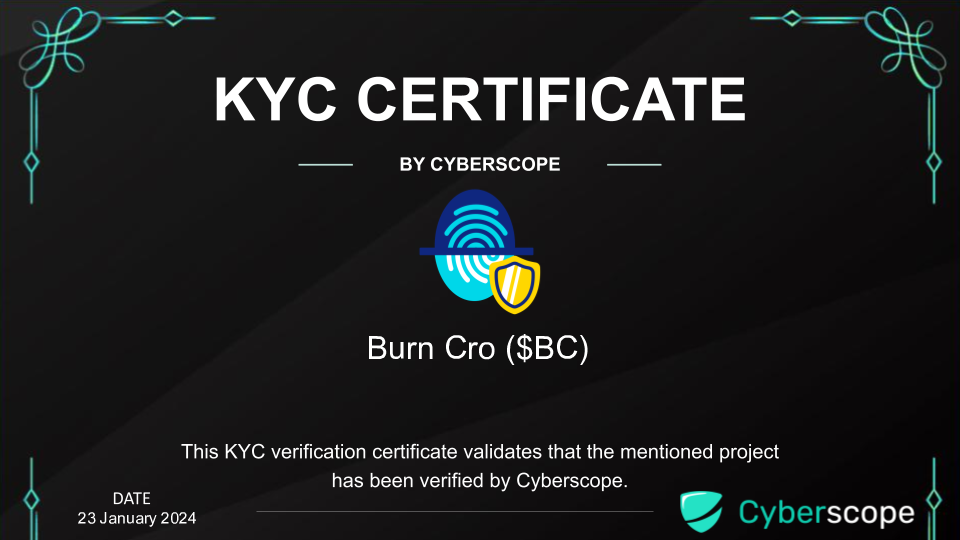 KYC CERTIFICATE
BY CYBERSCOPE
Burn Cro ($BC)
This KYC verification certificate validates that the mentioned project
has been verified by Cyberscope.
DATE
23 January 2024
Cyberscope